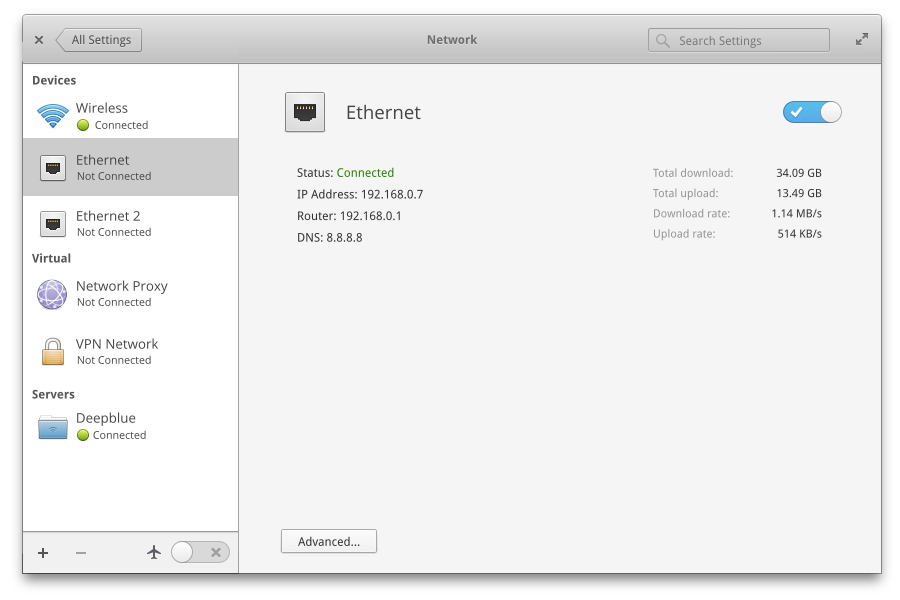 All Settings
Network
Search Settings
Devices
Wireless
Connected
Ethernet
Not Connected
Ethernet 2
Not Connected
Virtual
Network Proxy
Not Connected
VPN Network
Not Connected
Servers
Deepblue
Connected
Ethernet
Status: Connected
IP Address: 192.168.0.7
Router: 192.168.0.1
DNS: 8.8.8.8
Total download: 34.09 GB
Total upload: 13.49 GB
Download rate: 1.14 MB/s
Upload rate: 514 KB/s
Advanced...